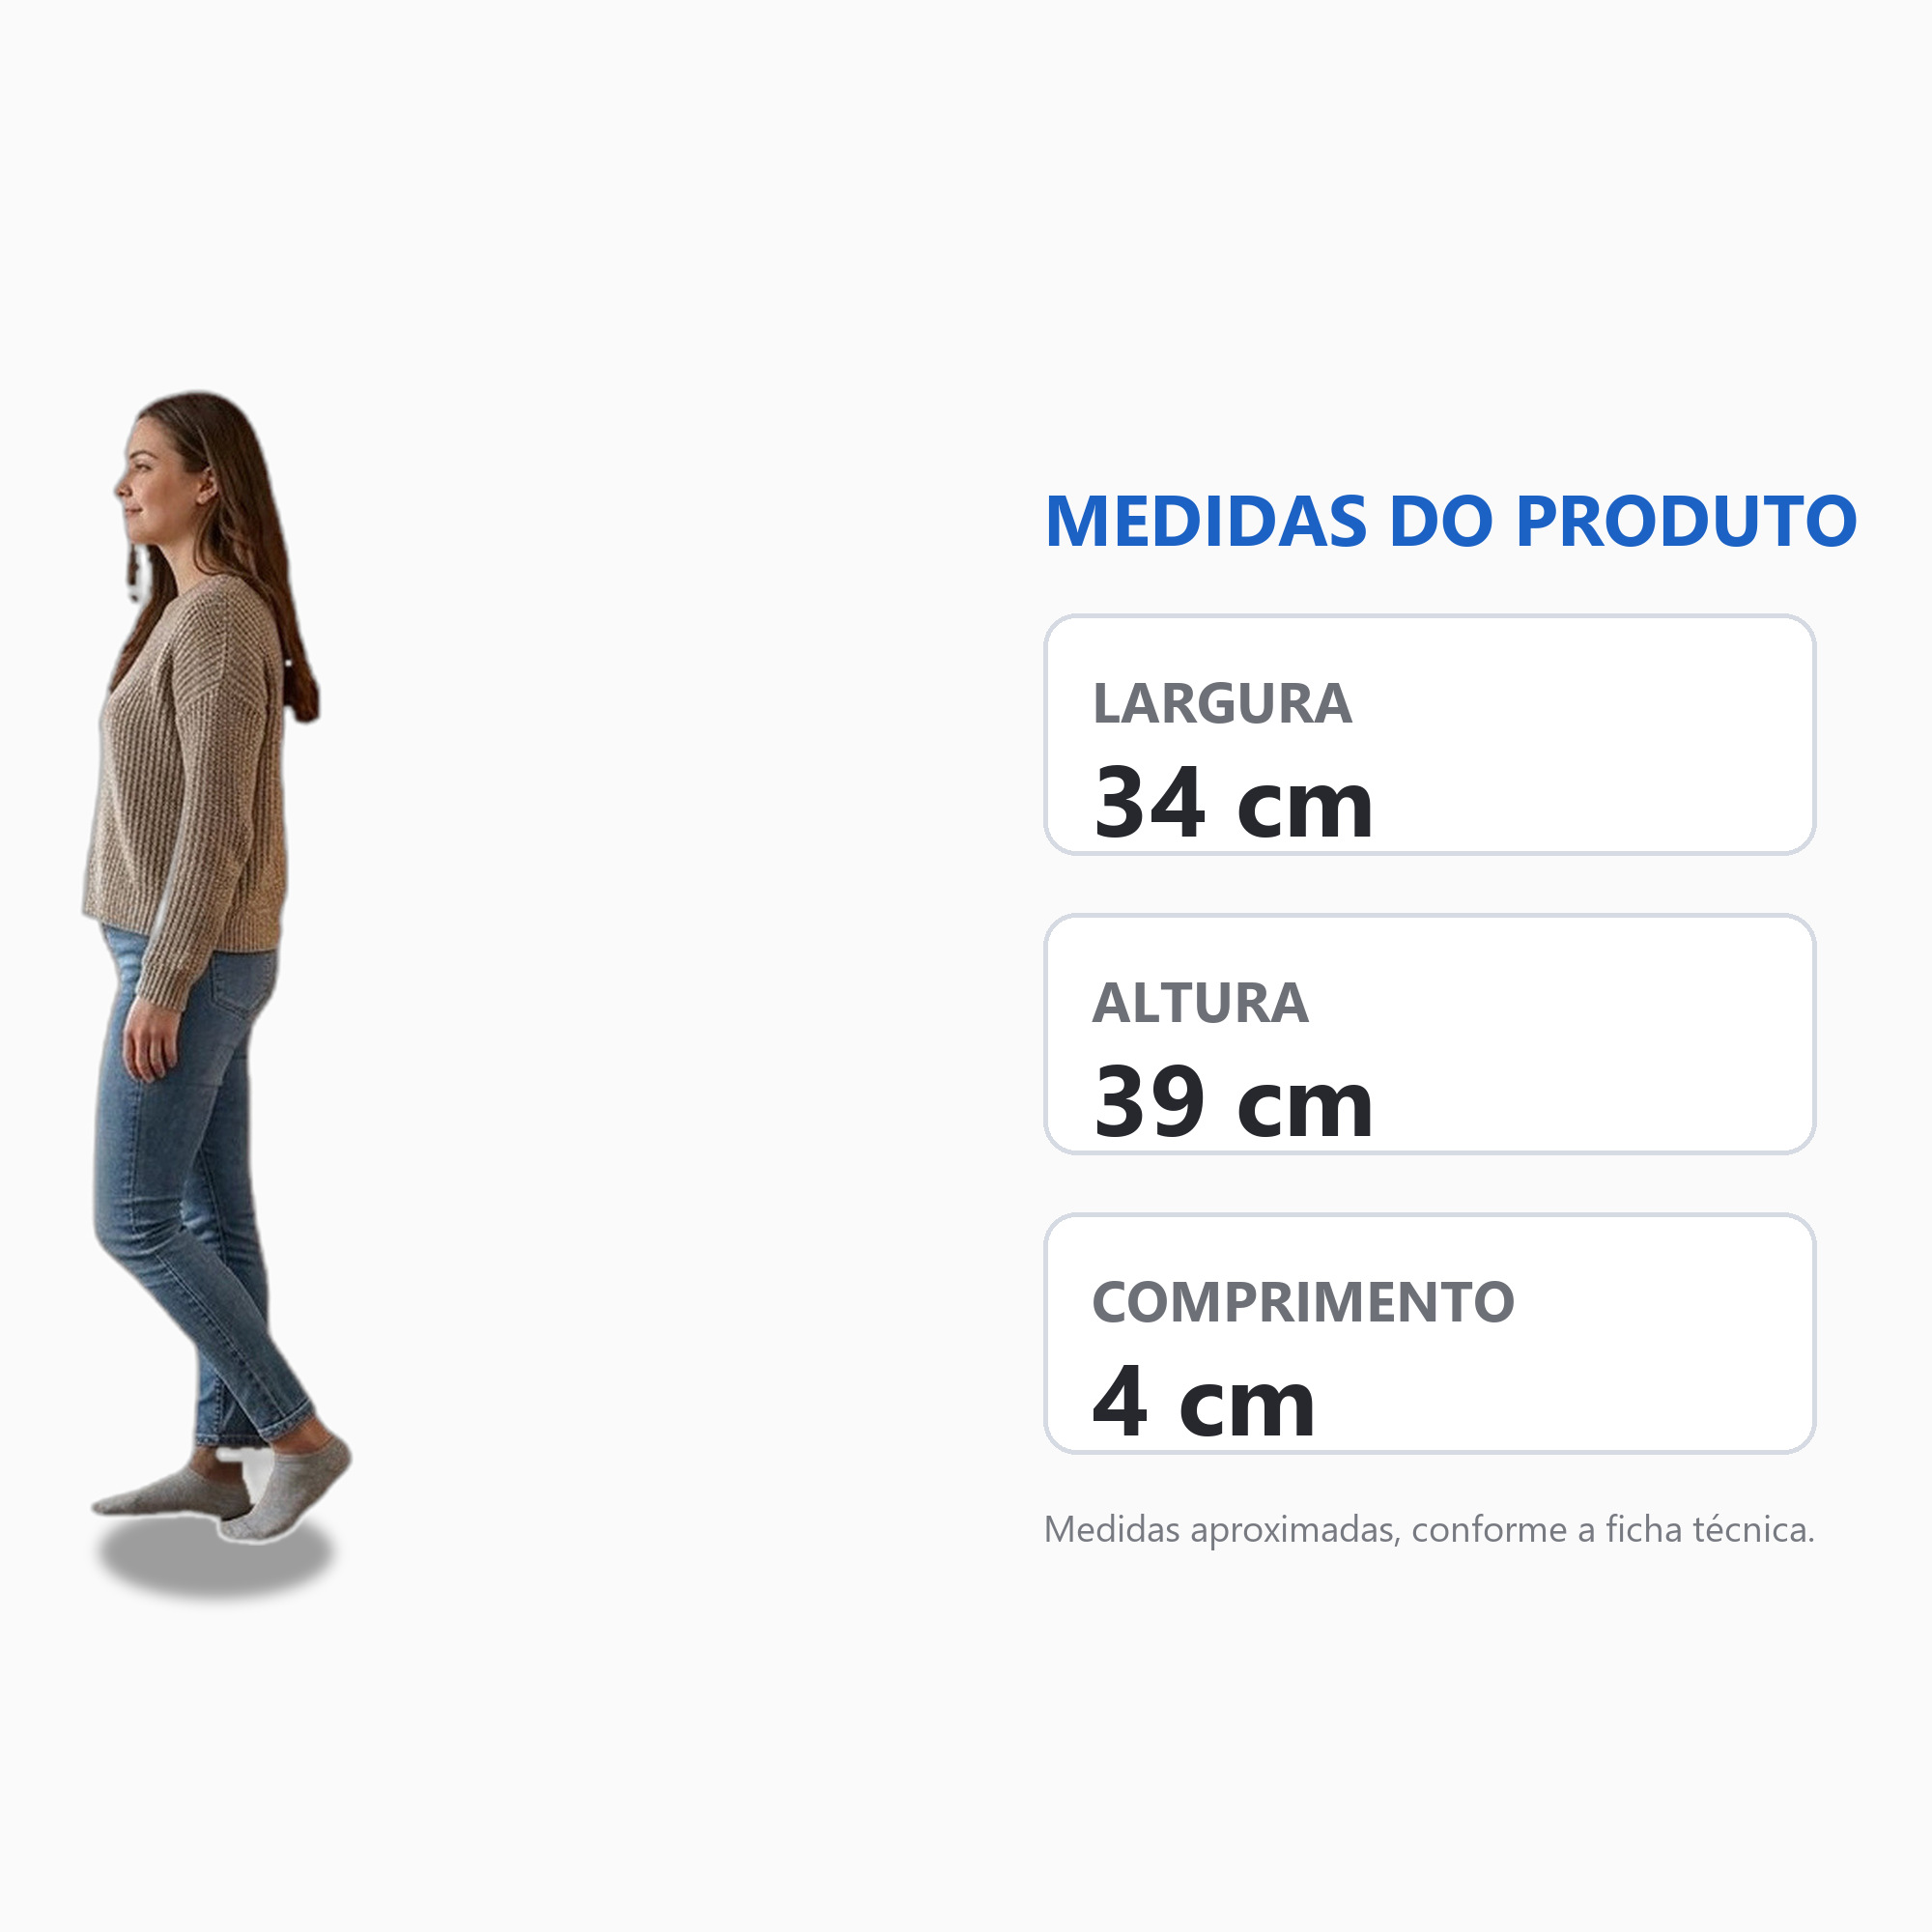 MEDIDAS DO PRODUTO
LARGURA
34 cm
ALTURA
39 cm
COMPRIMENTO
4 cm
Medidas aproximadas, conforme a ficha técnica.